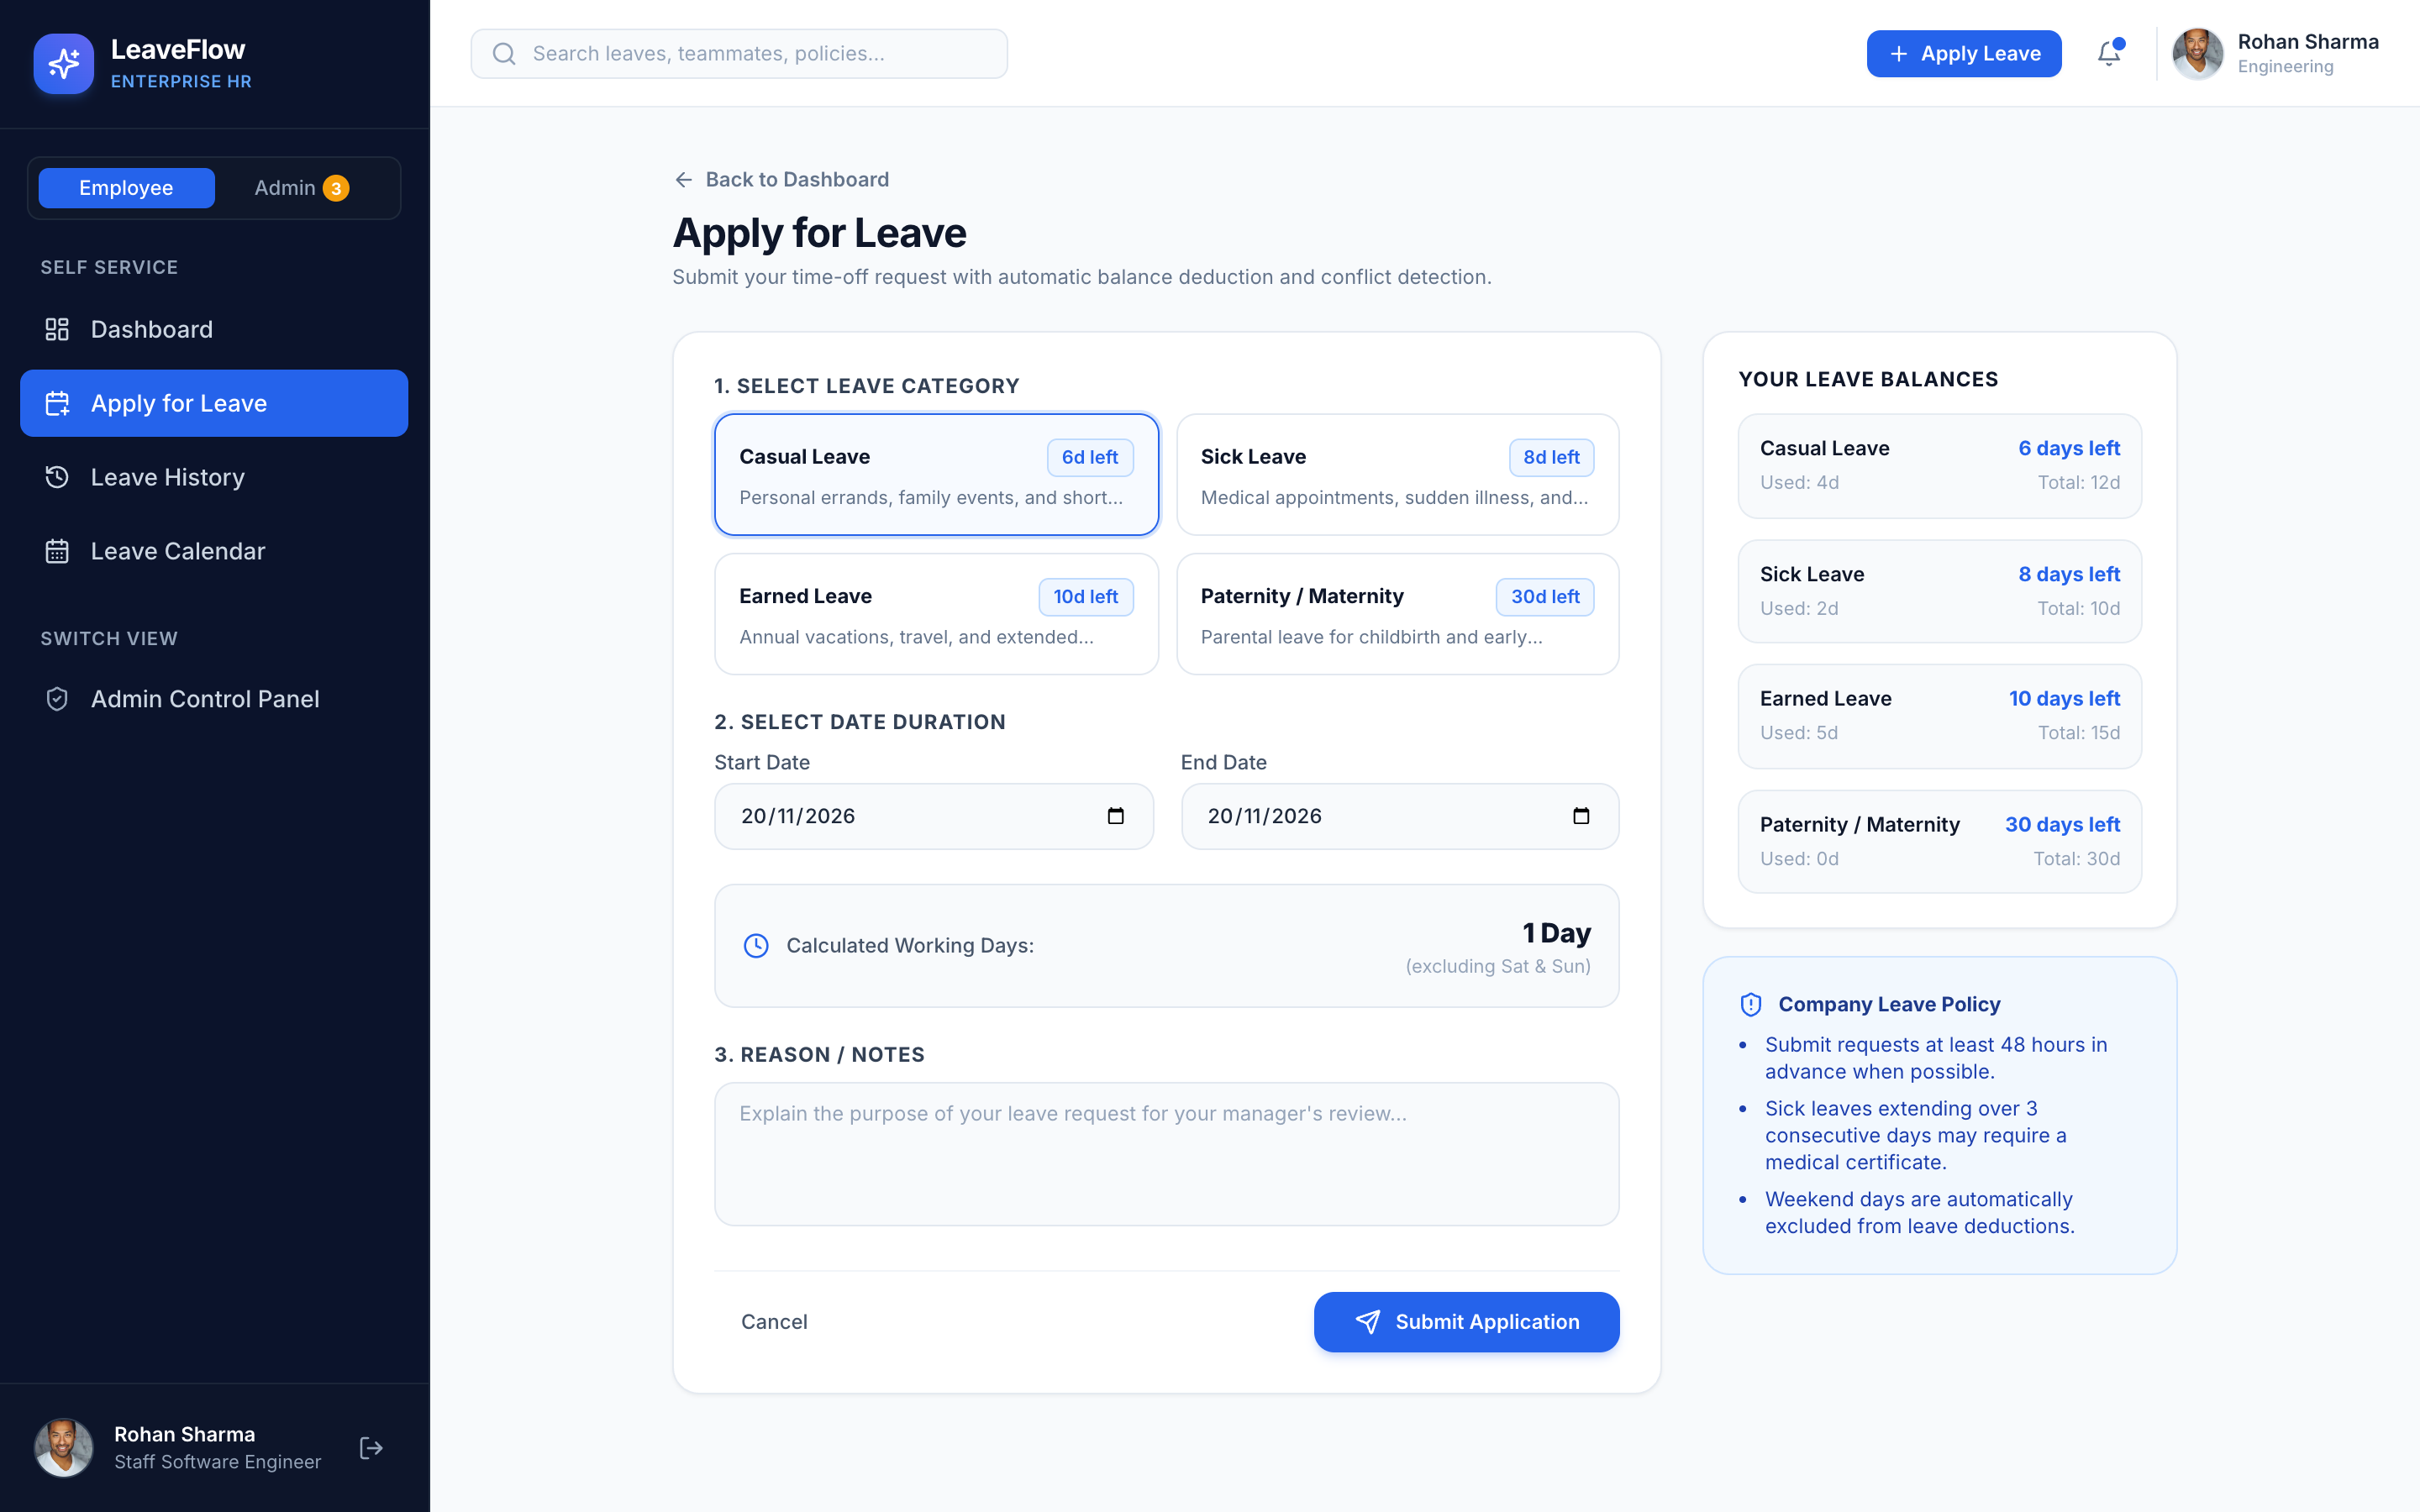 LeaveFlow
ENTERPRISE HR
Employee
Admin 3
SELF SERVICE
Dashboard
Apply for Leave
Leave History
Leave Calendar
SWITCH VIEW
Admin Control Panel
Rohan Sharma
Staff Software Engineer
Search leaves, teammates, policies...
Apply Leave
Rohan Sharma
Engineering
Back to Dashboard
Apply for Leave
Submit your time-off request with automatic balance deduction and conflict detection.
1. SELECT LEAVE CATEGORY
Casual Leave
6d left
Personal errands, family events, and short...
Sick Leave
8d left
Medical appointments, sudden illness, and...
Earned Leave
10d left
Annual vacations, travel, and extended...
Paternity / Maternity
30d left
Parental leave for childbirth and early...
2. SELECT DATE DURATION
Start Date
End Date
20/11/2026
20/11/2026
Calculated Working Days:
1 Day
(excluding Sat & Sun)
3. REASON / NOTES
Explain the purpose of your leave request for your manager's review...
Cancel
Submit Application
YOUR LEAVE BALANCES
Casual Leave
6 days left
Used: 4d
Total: 12d
Sick Leave
8 days left
Used: 2d
Total: 10d
Earned Leave
10 days left
Used: 5d
Total: 15d
Paternity / Maternity
30 days left
Used: 0d
Total: 30d
Company Leave Policy
• Submit requests at least 48 hours in
advance when possible.
• Sick leaves extending over 3
consecutive days may require a
medical certificate.
• Weekend days are automatically
excluded from leave deductions.